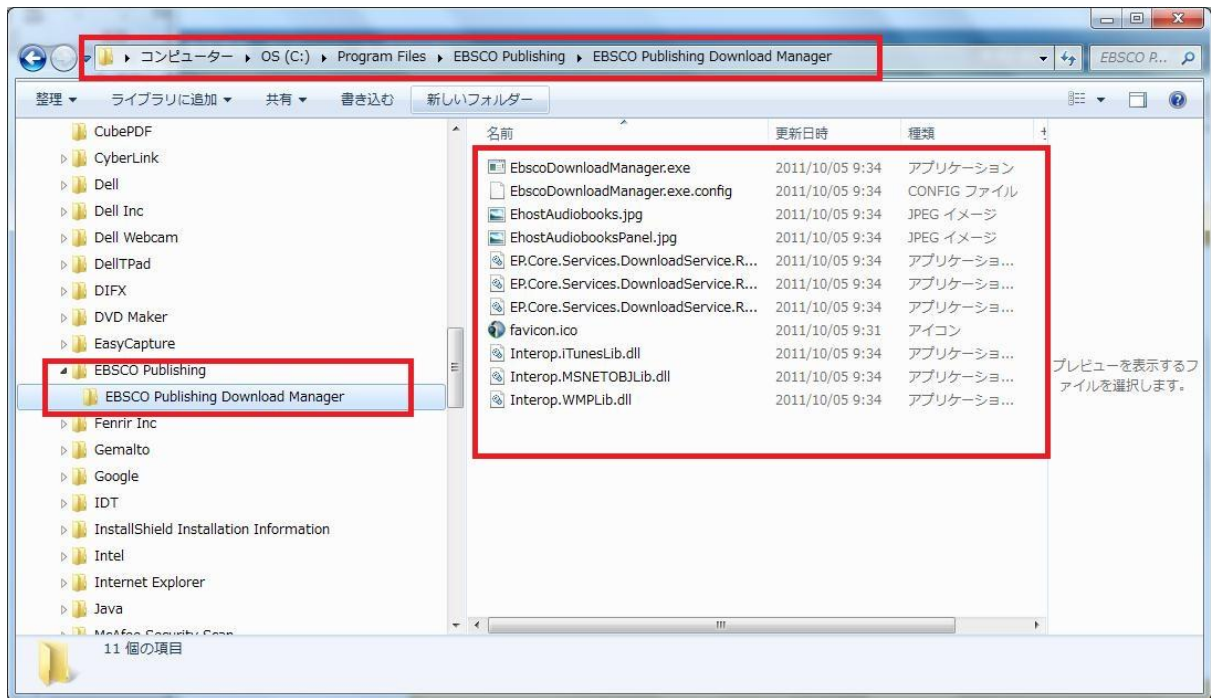 コンピューター ▸ OS (C:) ▸ Program Files ▸ EBSCO Publishing ▸ EBSCO Publishing Download Manager
EBSCO P...
整理 ▼ ライブラリに追加 ▼ 共有 ▼ 書き込む 新しいフォルダー
CubePDF
CyberLink
Dell
Dell Inc
Dell Webcam
DellTPad
DIFX
DVD Maker
EasyCapture
EBSCO Publishing
EBSCO Publishing Download Manager
Fenrir Inc
Gemalto
Google
IDT
InstallShield Installation Information
Intel
Internet Explorer
Java
McAfee Security Scan
名前 更新日時 種類
EbscoDownloadManager.exe 2011/10/05 9:34 アプリケーション
EbscoDownloadManager.exe.config 2011/10/05 9:34 CONFIG ファイル
EhostAudiobooks.jpg 2011/10/05 9:34 JPEG イメージ
EhostAudiobooksPanel.jpg 2011/10/05 9:34 JPEG イメージ
EP.Core.Services.DownloadService.R... 2011/10/05 9:34 アプリケーショ...
EP.Core.Services.DownloadService.R... 2011/10/05 9:34 アプリケーショ...
EP.Core.Services.DownloadService.R... 2011/10/05 9:34 アプリケーショ...
favicon.ico 2011/10/05 9:31 アイコン
Interop.iTunesLib.dll 2011/10/05 9:34 アプリケーショ...
Interop.MSNETOBJLib.dll 2011/10/05 9:34 アプリケーショ...
Interop.WMPLib.dll 2011/10/05 9:34 アプリケーショ...
プレビューを表示するフ
ァイルを選択します。
11 個の項目